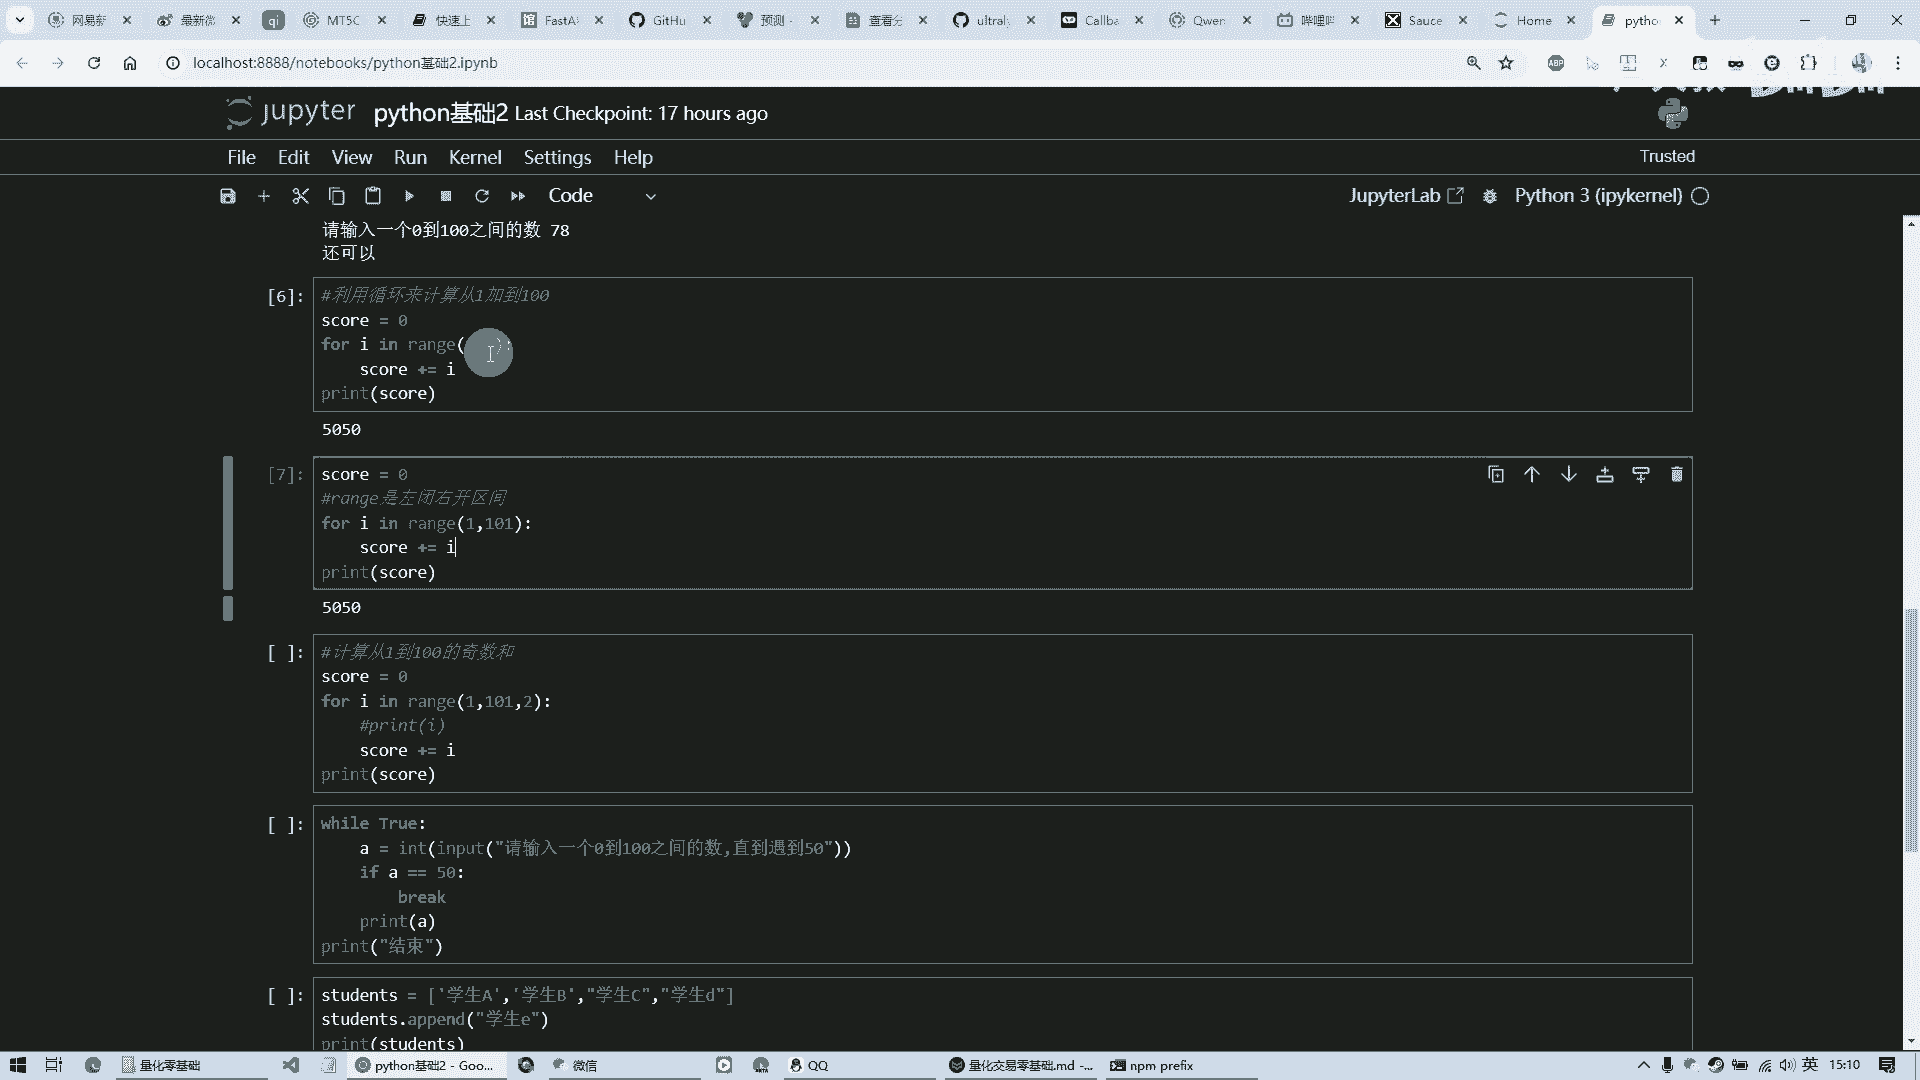 网易新
最新微
qi
MT5C
快速上
FastA
GitHu
预测 -
查看分
ultraly
Callba
Qwen
哔哩哔
Sauce
Home
pytho
localhost:8888/notebooks/python基础2.ipynb
ABP
jupyter python基础2 Last Checkpoint: 17 hours ago
File Edit View Run Kernel Settings Help
Trusted
Code
JupyterLab
Python 3 (ipykernel)
请输入一个0到100之间的数 78
还可以
[6]:
#利用循环来计算从1加到100
score = 0
for i in range(
score += i
print(score)
5050
[7]:
score = 0
#range是左闭右开区间
for i in range(1,101):
score += i
print(score)
5050
[ ]:
#计算从1到100的奇数和
score = 0
for i in range(1,101,2):
#print(i)
score += i
print(score)
[ ]:
while True:
a = int(input("请输入一个0到100之间的数,直到遇到50"))
if a == 50:
break
print(a)
print("结束")
[ ]:
students = ['学生A','学生B',"学生C","学生d"]
students.append("学生e")
print(students)
量化零基础
python基础2 - Goo...
微信
QQ
量化交易零基础.md -...
npm prefix
英
15:10